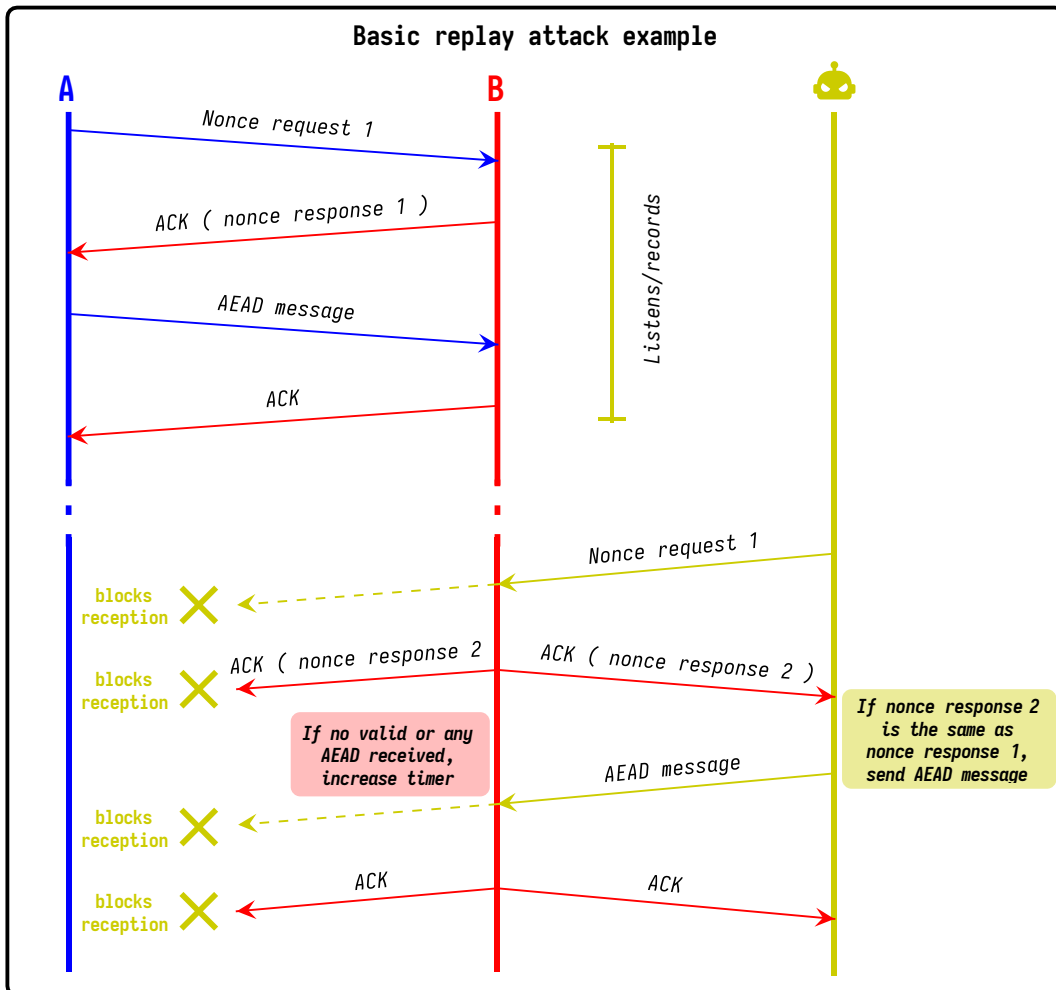 Basic replay attack example
A
B
Nonce request 1
ACK ( nonce response 1 )
Listens/records
AEAD message
ACK
Nonce request 1
blocks
reception
ACK ( nonce response 2
ACK ( nonce response 2 )
blocks
reception
If nonce response 2
is the same as
nonce response 1,
send AEAD message
If no valid or any
AEAD received,
increase timer
AEAD message
blocks
reception
ACK
ACK
blocks
reception